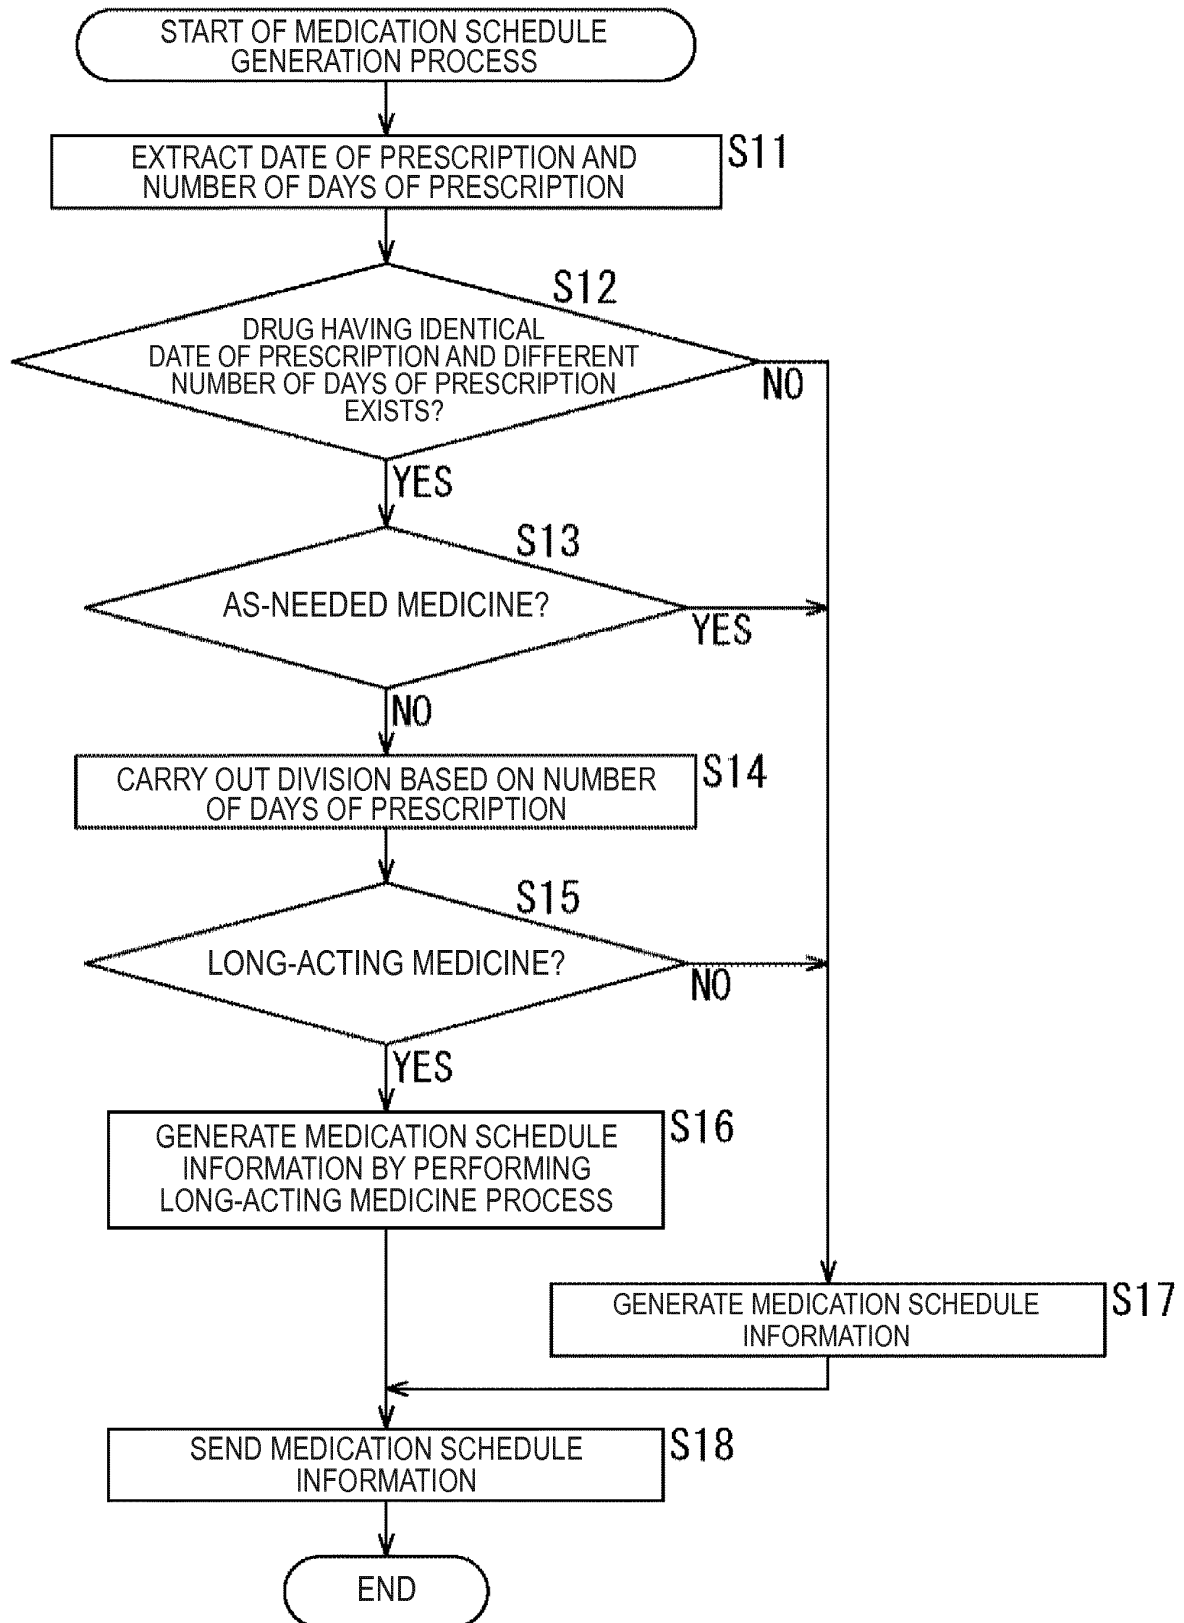 START OF MEDICATION SCHEDULE
GENERATION PROCESS
EXTRACT DATE OF PRESCRIPTION AND
NUMBER OF DAYS OF PRESCRIPTION
S11
S12
DRUG HAVING IDENTICAL
DATE OF PRESCRIPTION AND DIFFERENT
NUMBER OF DAYS OF PRESCRIPTION
EXISTS?
NO
YES
S13
AS-NEEDED MEDICINE?
YES
NO
CARRY OUT DIVISION BASED ON NUMBER
OF DAYS OF PRESCRIPTION
S14
S15
LONG-ACTING MEDICINE?
NO
YES
GENERATE MEDICATION SCHEDULE
INFORMATION BY PERFORMING
LONG-ACTING MEDICINE PROCESS
S16
GENERATE MEDICATION SCHEDULE
INFORMATION
S17
SEND MEDICATION SCHEDULE
INFORMATION
S18
END